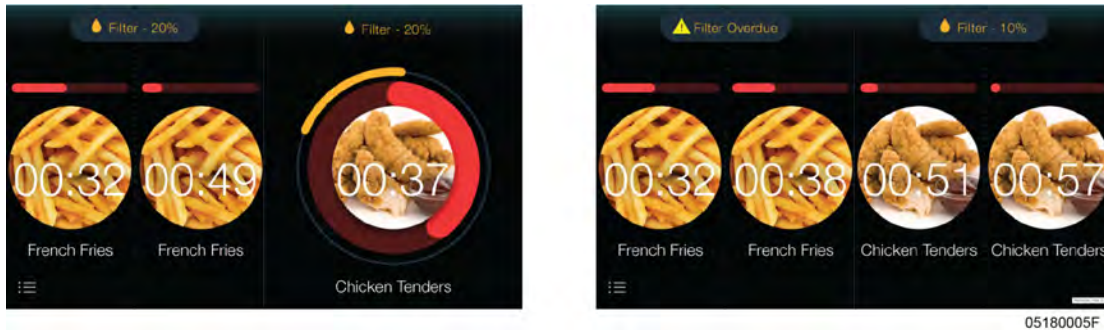 Filter - 20%
Filter - 20%
00:32
00:49
00:37
French Fries
French Fries
Chicken Tenders
Filter Overdue
Filter - 10%
00:32
00:38
00:51
00:57
French Fries
French Fries
Chicken Tenders
Chicken Tenders
05180005F